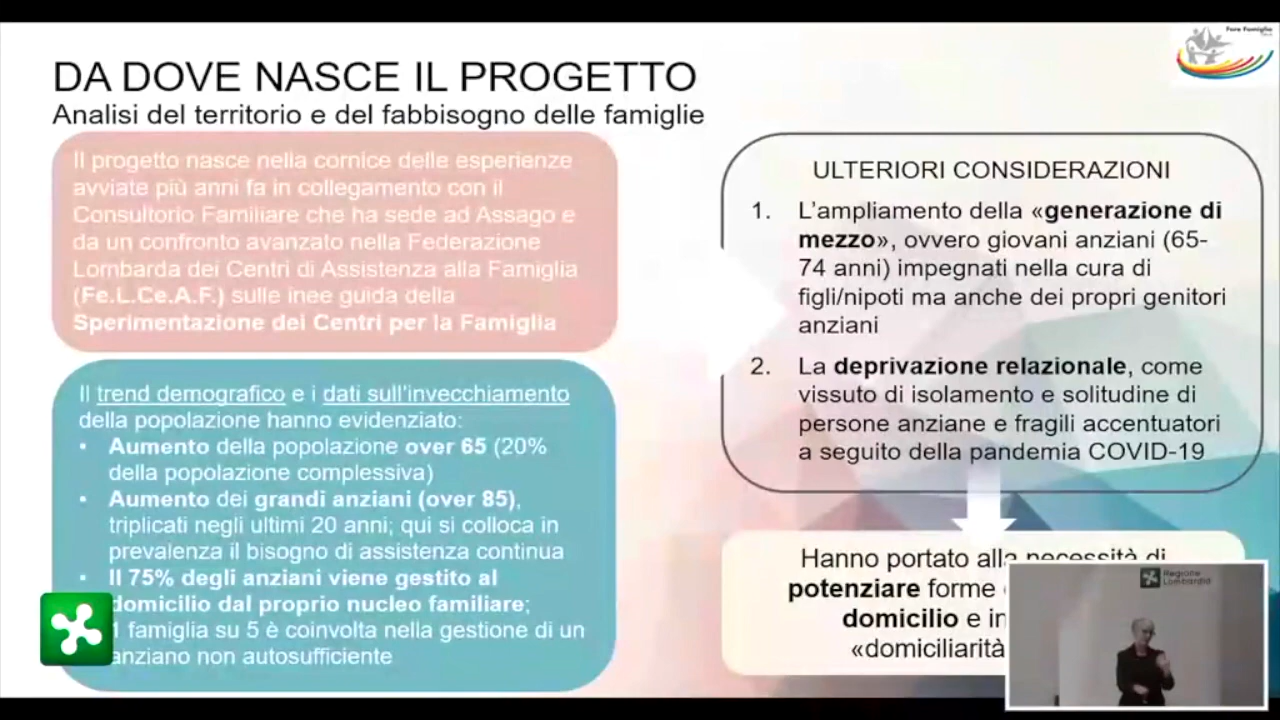 DA DOVE NASCE IL PROGETTO
Analisi del territorio e del fabbisogno delle famiglie
Il progetto nasce nella cornice delle esperienze
avviate più anni fa in collegamento con il
Consultorio Familiare che ha sede ad Assago e
da un confronto avanzato nella Federazione
Lombarda dei Centri di Assistenza alla Famiglia
(Fe.L.Ce.A.F.) sulle inee guida della
Sperimentazione dei Centri per la Famiglia
Il trend demografico e i dati sull'invecchiamento
della popolazione hanno evidenziato:
• Aumento della popolazione over 65 (20%
della popolazione complessiva)
• Aumento dei grandi anziani (over 85),
triplicati negli ultimi 20 anni; qui si colloca in
prevalenza il bisogno di assistenza continua
• Il 75% degli anziani viene gestito al
domicilio dal proprio nucleo familiare;
1 famiglia su 5 è coinvolta nella gestione di un
anziano non autosufficiente
Fare Famiglia
ULTERIORI CONSIDERAZIONI
1. L'ampliamento della «generazione di
mezzo», ovvero giovani anziani (65-
74 anni) impegnati nella cura di
figli/nipoti ma anche dei propri genitori
anziani
2. La deprivazione relazionale, come
vissuto di isolamento e solitudine di
persone anziane e fragili accentuatori
a seguito della pandemia COVID-19
Hanno portato alla necessità di
potenziare forme
domicilio e in
«domiciliarità
Regione
Lombardia